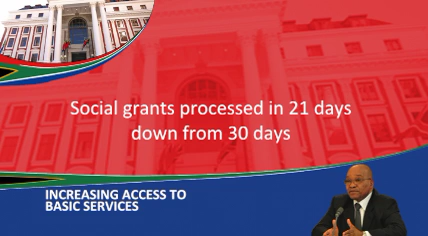 Social grants processed in 21 days
down from 30 days
INCREASING ACCESS TO
BASIC SERVICES